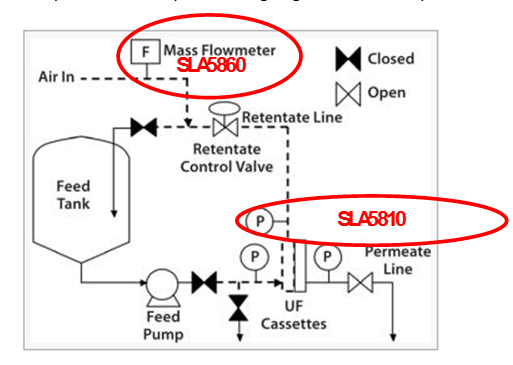 F
Mass Flowmeter
SLA5860
Air In
Closed
Open
Retentate Line
Retentate
Control Valve
Feed
Tank
P
SLA5810
P
P
Permeate
Line
Feed
Pump
UF
Cassettes